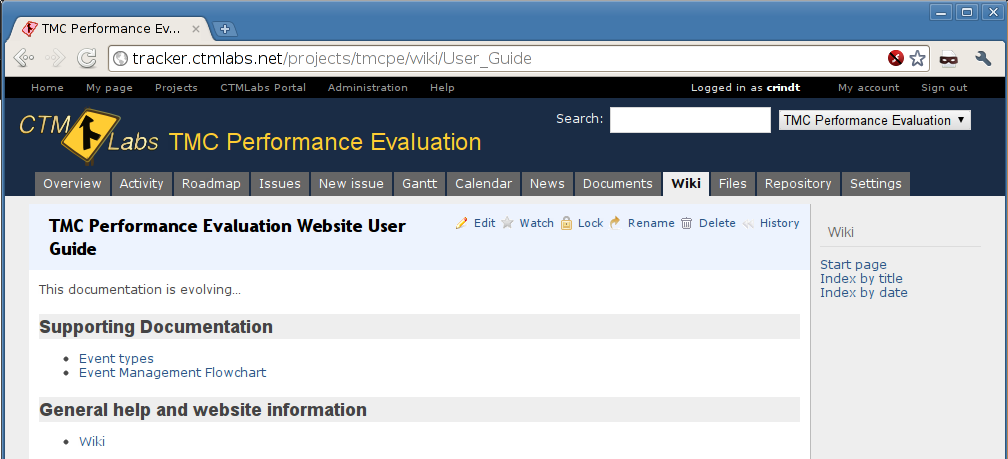 TMC Performance Ev...
tracker.ctmlabs.net/projects/tmcpe/wiki/User_Guide
Home My page Projects CTMLabs Portal Administration Help Logged in as crindt My account Sign out
CTM Labs TMC Performance Evaluation Search: TMC Performance Evaluation
Overview Activity Roadmap Issues New issue Gantt Calendar News Documents Wiki Files Repository Settings
TMC Performance Evaluation Website User
Guide
Edit Watch Lock Rename Delete History
This documentation is evolving...
Supporting Documentation
Event types
Event Management Flowchart
General help and website information
Wiki
Wiki
Start page
Index by title
Index by date